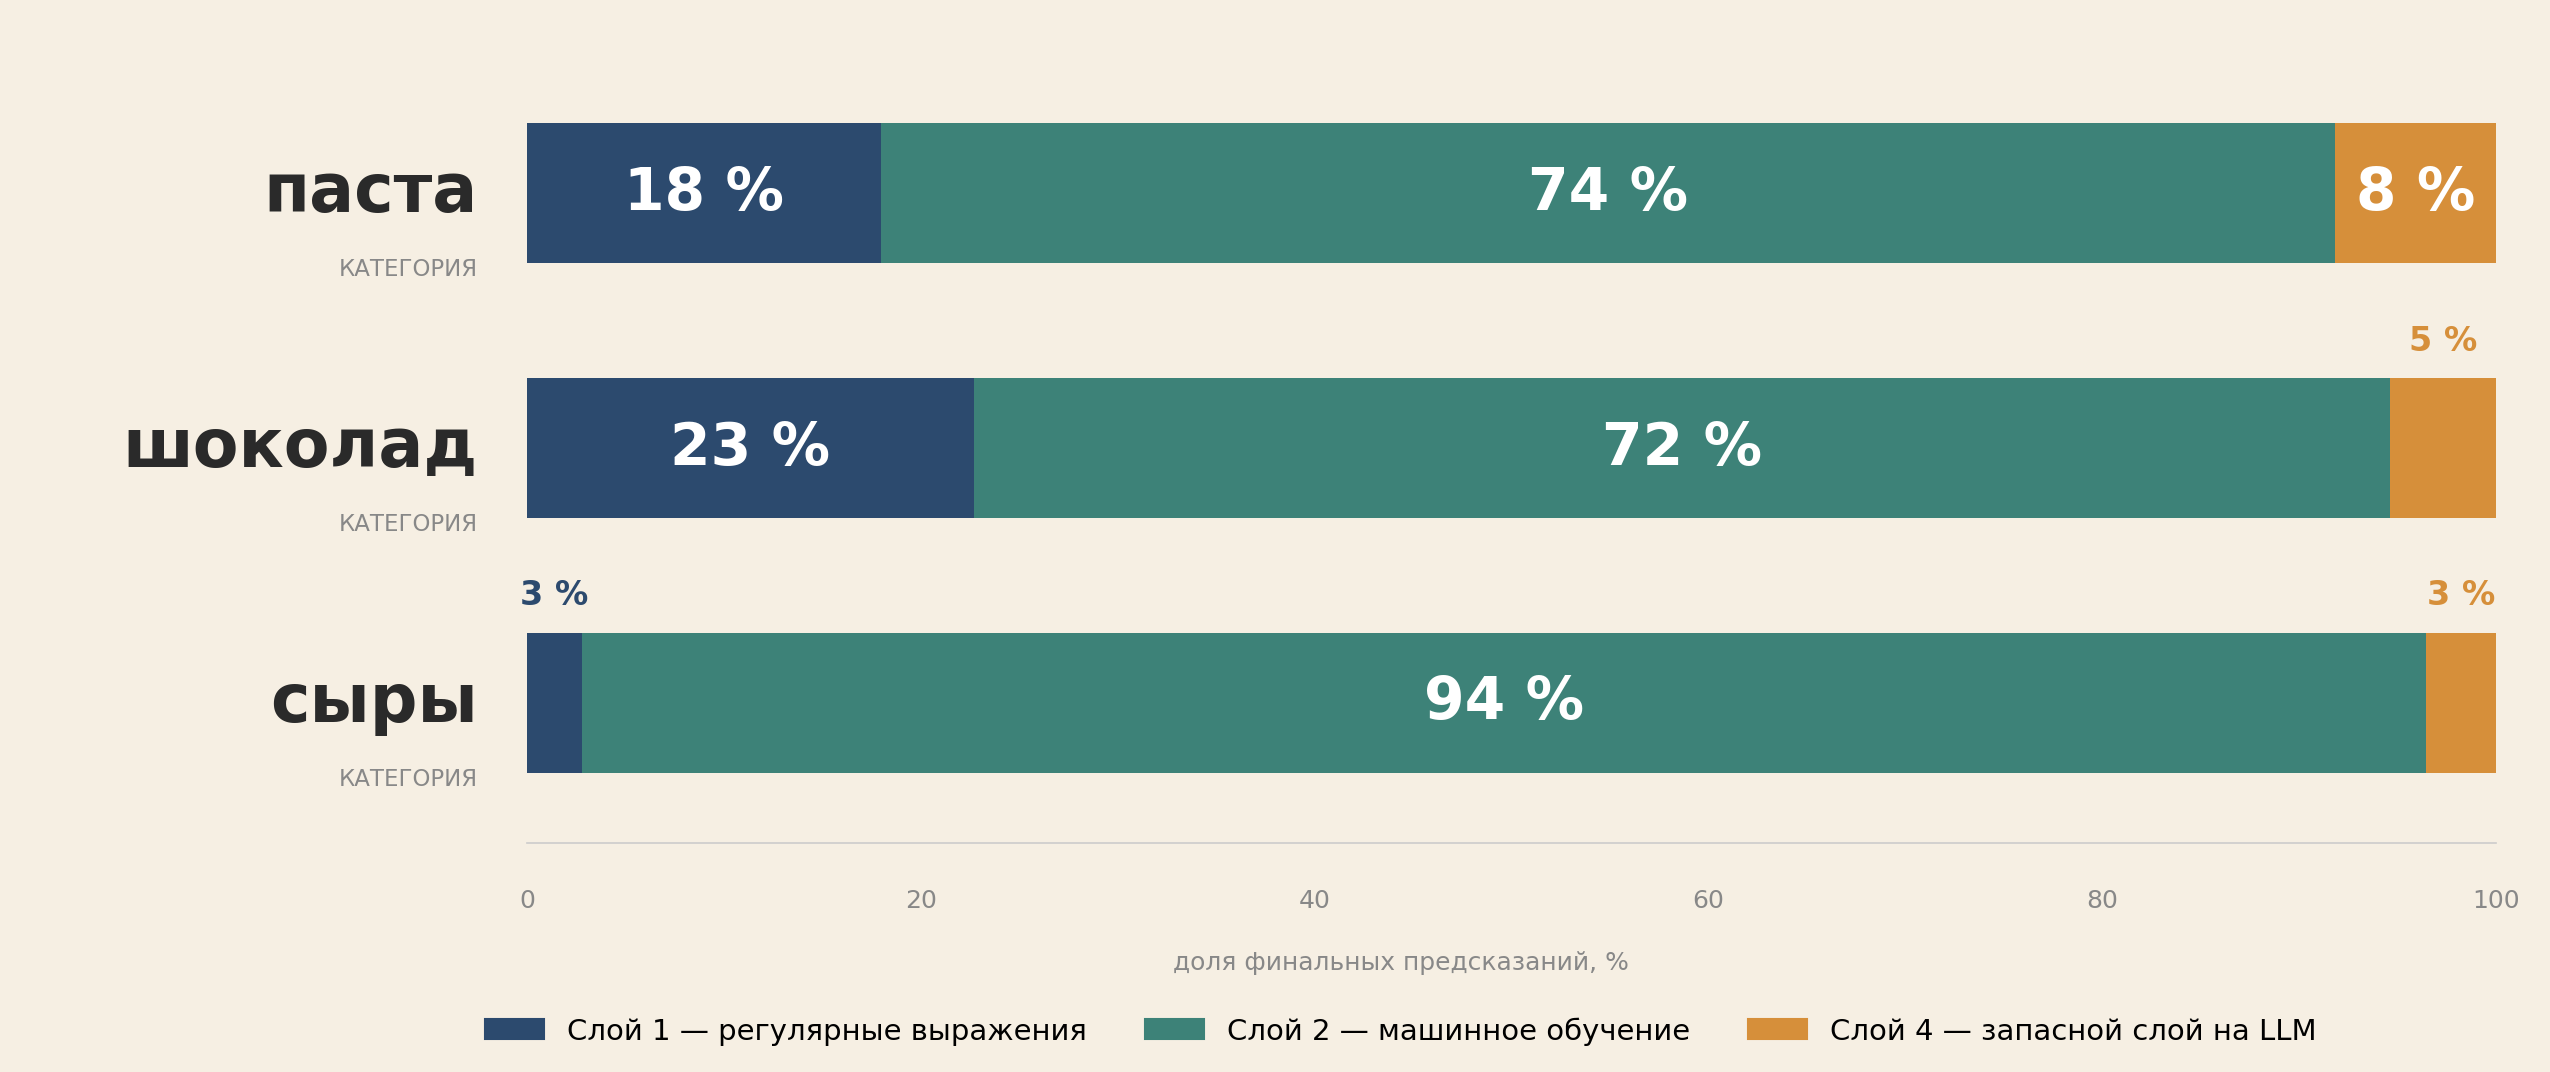 паста
КАТЕГОРИЯ
18 % 74 % 8 %
шоколад
КАТЕГОРИЯ
5 %
23 % 72 %
сыры
КАТЕГОРИЯ
3 % 3 %
94 %
0 20 40 60 80 100
доля финальных предсказаний, %
Слой 1 — регулярные выражения
Слой 2 — машинное обучение
Слой 4 — запасной слой на LLM